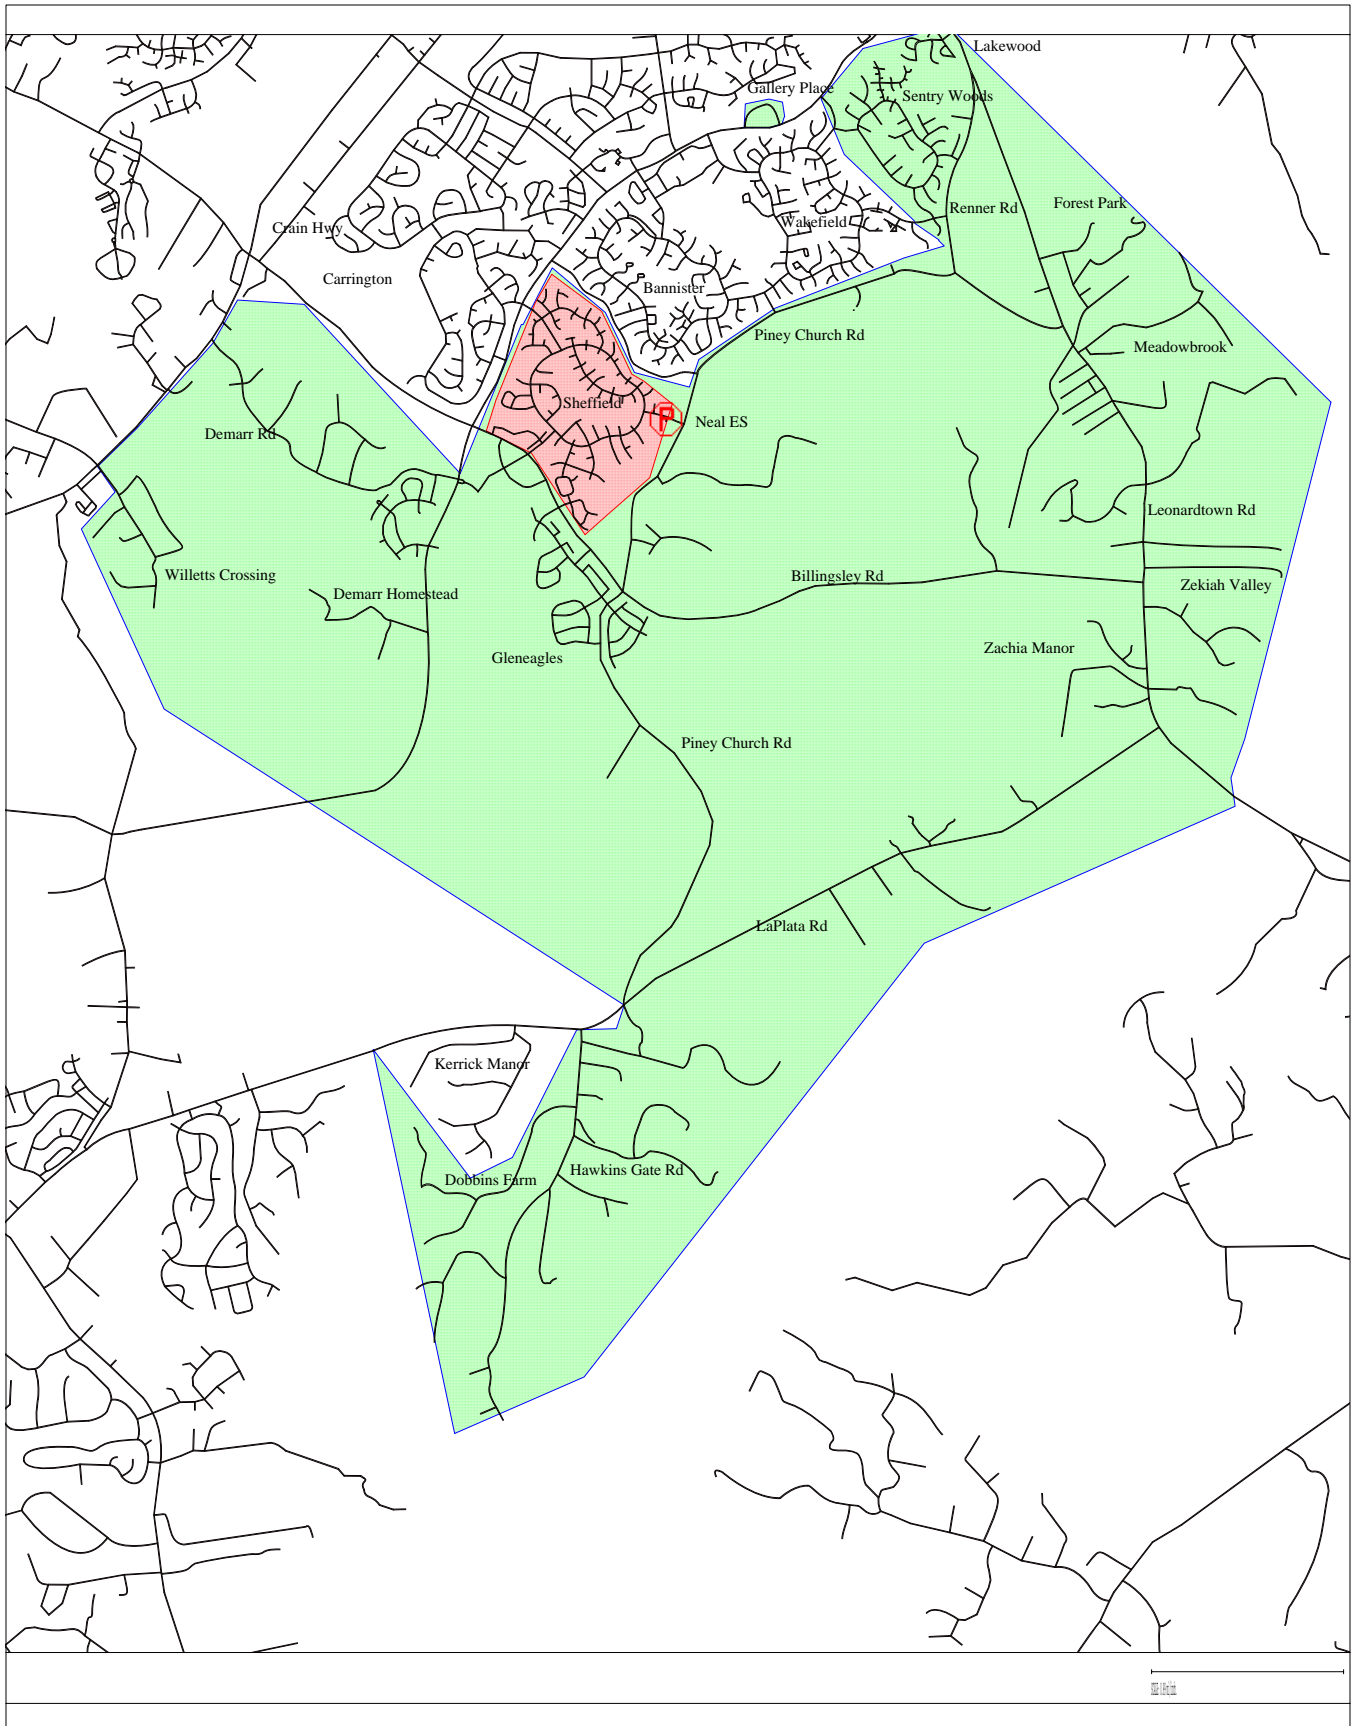 Lakewood
Gallery Place
Sentry Woods
Forest Park
Renner Rd
Wakefield
Crain Hwy
Carrington
Bannister
Piney Church Rd
Meadowbrook
Sheffield
P
Neal ES
Demarr Rd
Leonardtown Rd
Willetts Crossing
Billingsley Rd
Zekiah Valley
Demarr Homestead
Zachia Manor
Gleneagles
Piney Church Rd
LaPlata Rd
Kerrick Manor
Hawkins Gate Rd
Dobbins Farm